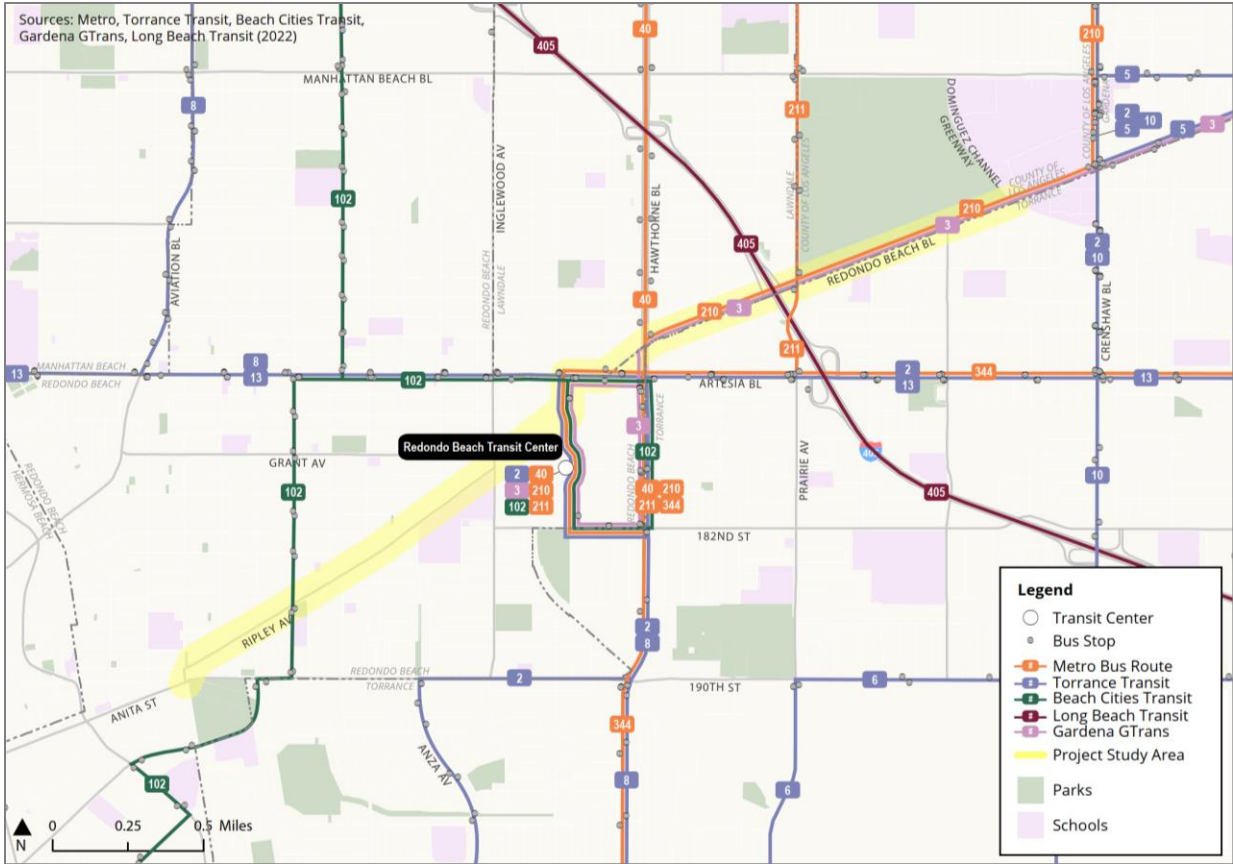 Sources: Metro, Torrance Transit, Beach Cities Transit,
Gardena GTrans, Long Beach Transit (2022)
405
40
210
MANHATTAN BEACH BL
8
211
5
2
10
5
5
3
COUNTY OF LOS ANGELES
GARDENA
DOMINGUEZ CHANNEL
GREENWAY
INGLEWOOD AV
102
HAWTHORNE BL
LAWNDALE
COUNTY OF LOS ANGELES
COUNTY OF
LOS ANGELES
TORRANCE
210
3
405
REDONDO BEACH BL
2
10
AVIATION BL
REDONDO BEACH
LAWNDALE
40
210
3
CRENSHAW BL
211
MANHATTAN BEACH
REDONDO BEACH
13
8
13
102
ARTESIA BL
2
13
344
13
3
TORRANCE
REDONDO BEACH
102
Redondo Beach Transit Center
GRANT AV
2
40
3
210
102
211
40
210
211
344
102
PRAIRIE AV
405
10
REDONDO BEACH
HERMOSA BEACH
182ND ST
RIPLEY AV
2
8
REDONDO BEACH
TORRANCE
2
190TH ST
6
ANITA ST
344
ANZA AV
8
6
102
N
0
0.25
0.5 Miles
Legend
Transit Center
Bus Stop
# Metro Bus Route
# Torrance Transit
# Beach Cities Transit
# Long Beach Transit
# Gardena GTrans
Project Study Area
Parks
Schools